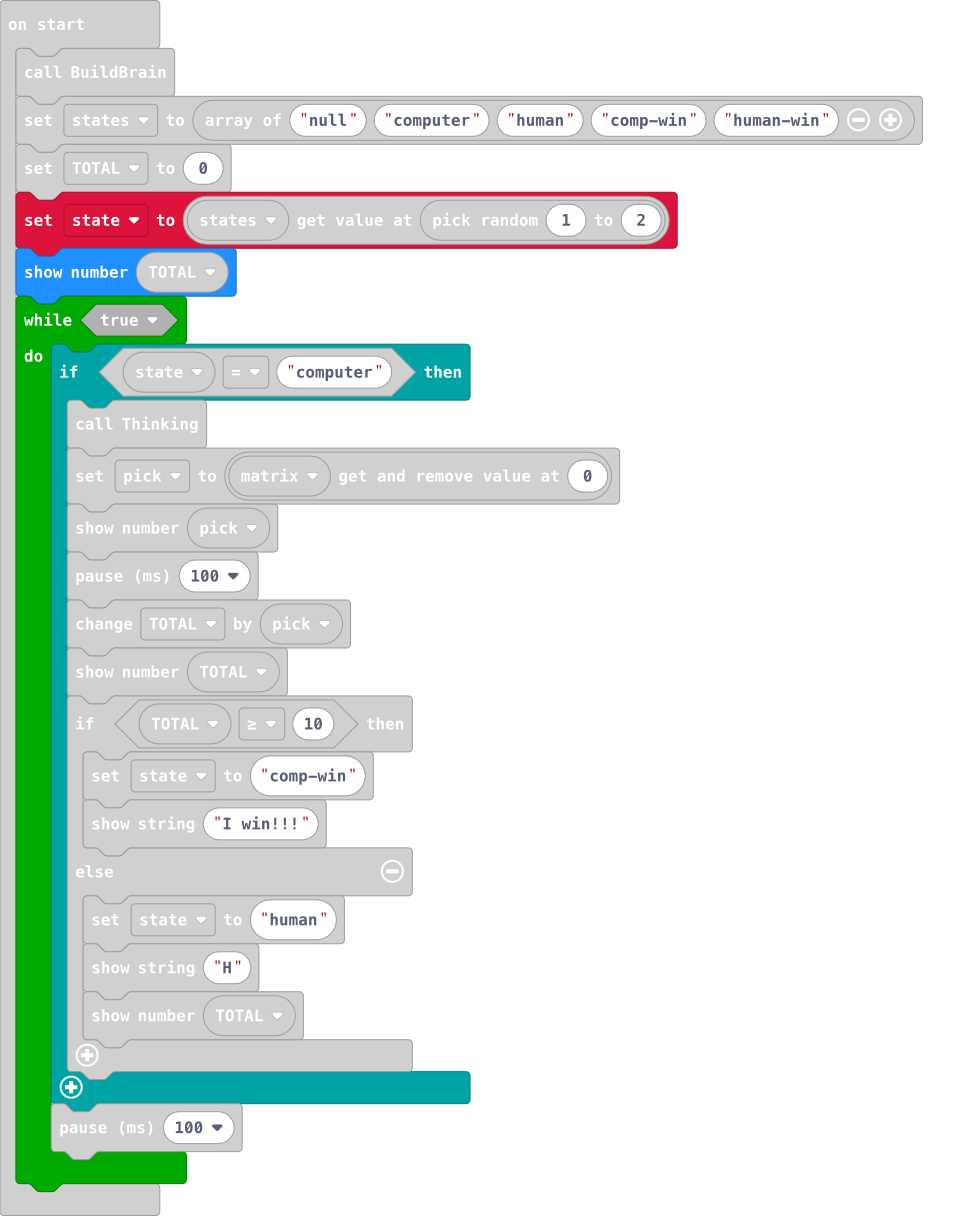 on start
call BuildBrain
set states to array of "null" "computer" "human" "comp-win" "human-win"
set TOTAL to 0
set state to states get value at pick random 1 to 2
show number TOTAL
while true
do
if state = "computer" then
call Thinking
set pick to matrix get and remove value at 0
show number pick
pause (ms) 100
change TOTAL by pick
show number TOTAL
if TOTAL ≥ 10 then
set state to "comp-win"
show string "I win!!!"
else
set state to "human"
show string "H"
show number TOTAL
pause (ms) 100